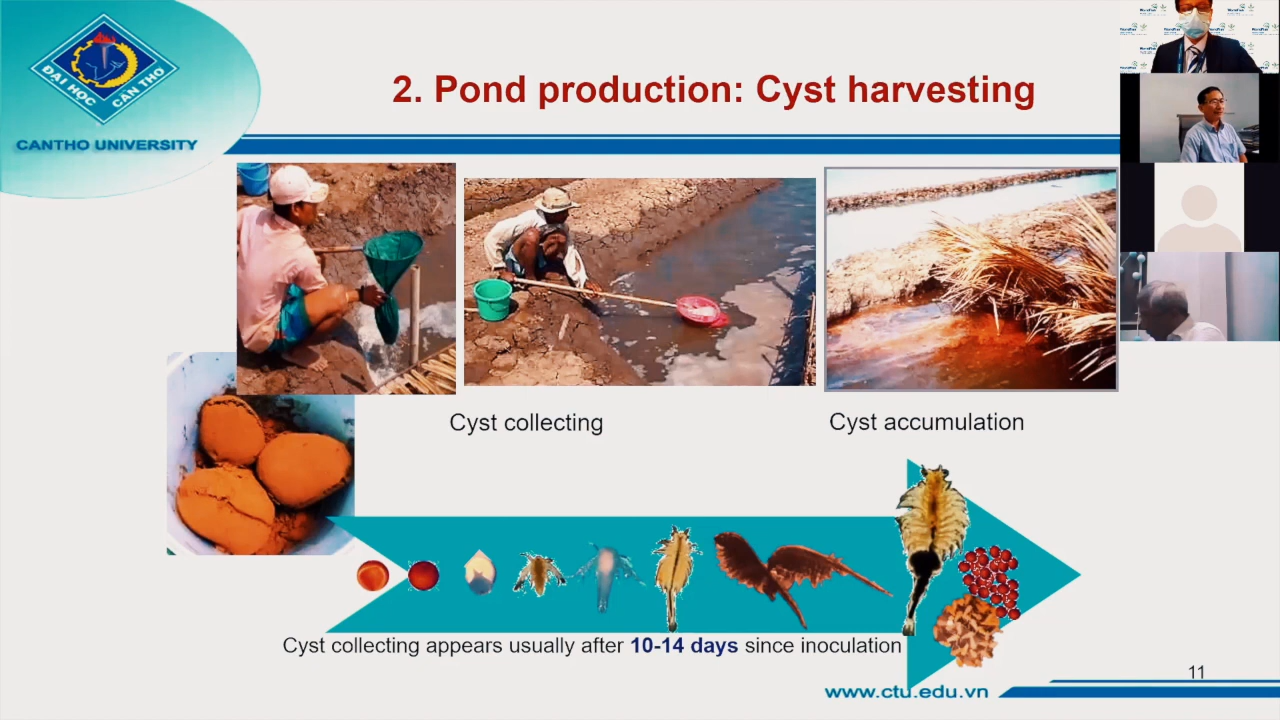 ĐẠI HỌC CẦN THƠ
CANTHO UNIVERSITY
2. Pond production: Cyst harvesting
Cyst collecting
Cyst accumulation
Cyst collecting appears usually after 10-14 days since inoculation
11
www.ctu.edu.vn